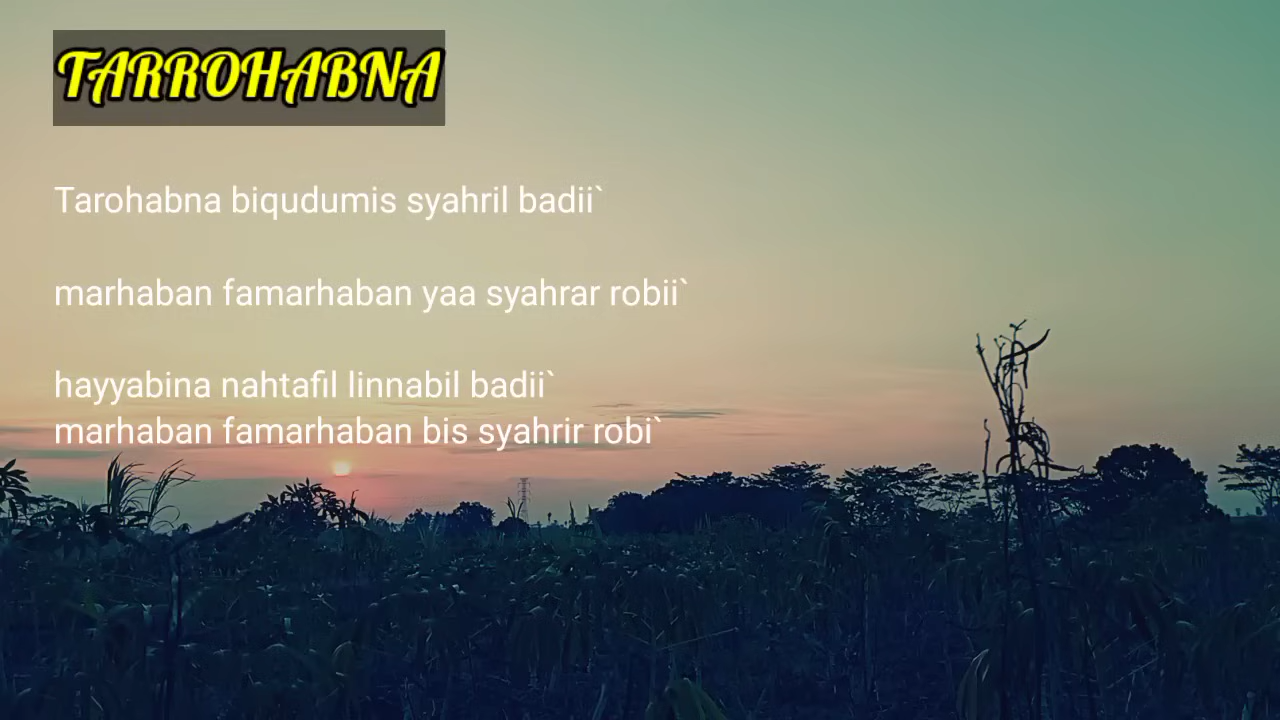 TARROHABNA
Tarohabna biqudumis syahril badii`
marhaban famarhaban yaa syahrar robii`
hayyabina nahtafil linnabil badii`
marhaban famarhaban bis syahrir robi`